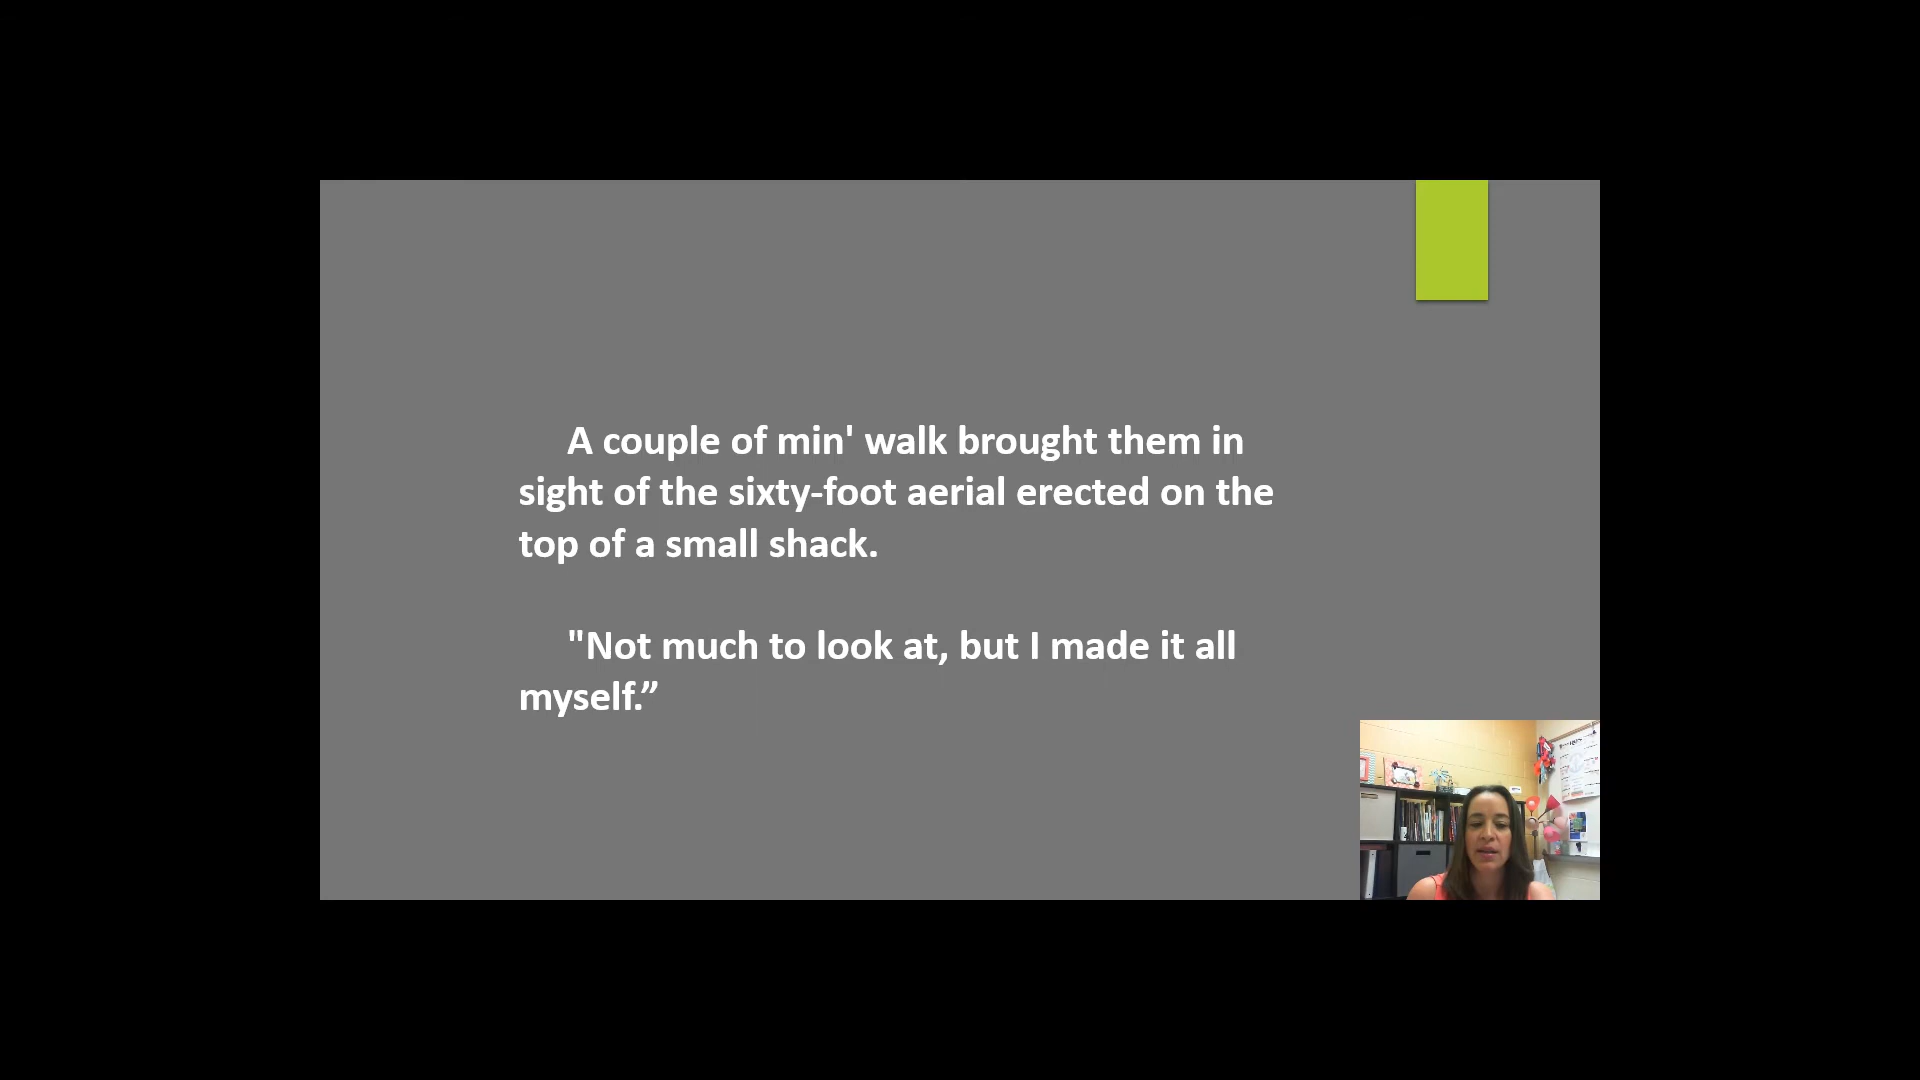 A couple of min' walk brought them in
sight of the sixty-foot aerial erected on the
top of a small shack.
"Not much to look at, but I made it all
myself.”